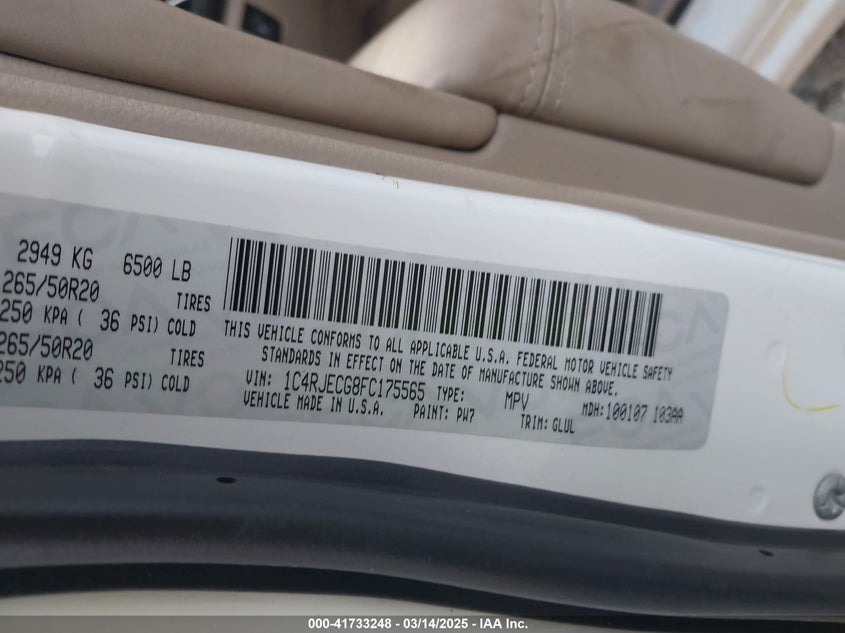 2949 KG 6500 LB
265/50R20 TIRES
250 KPA ( 36 PSI) COLD
265/50R20 TIRES
250 KPA ( 36 PSI) COLD
THIS VEHICLE CONFORMS TO ALL APPLICABLE U.S.A. FEDERAL MOTOR VEHICLE SAFETY
STANDARDS IN EFFECT ON THE DATE OF MANUFACTURE SHOWN ABOVE.
VIN: 1C4RJECG8FC175565 TYPE: MPV MDH:100107 103AA
VEHICLE MADE IN U.S.A. PAINT: PW7 TRIM: GLUL
000-41733248 - 03/14/2025 - IAA Inc.